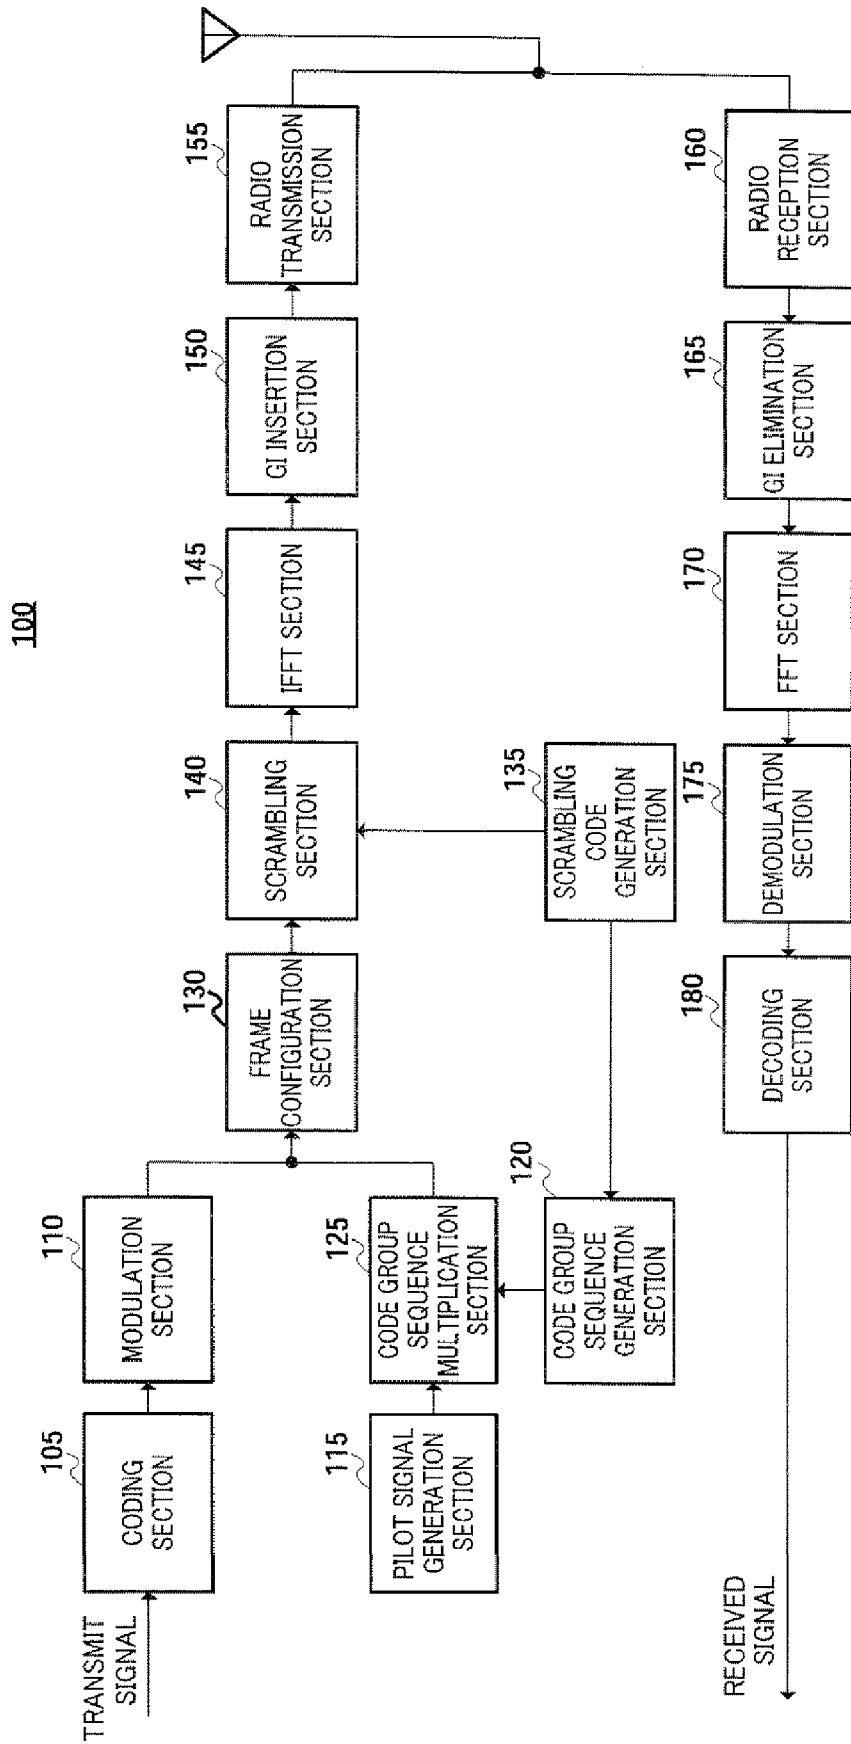 100
TRANSMIT
SIGNAL
105
CODING
SECTION
110
MODULATION
SECTION
115
PILOT SIGNAL
GENERATION
SECTION
125
CODE GROUP
SEQUENCE
MULTIPLICATION
SECTION
120
CODE GROUP
SEQUENCE
GENERATION
SECTION
130
FRAME
CONFIGURATION
SECTION
140
SCRAMBLING
SECTION
135
SCRAMBLING
CODE
GENERATION
SECTION
145
IFFT SECTION
150
GI INSERTION
SECTION
155
RADIO
TRANSMISSION
SECTION
160
RADIO
RECEPTION
SECTION
165
GI ELIMINATION
SECTION
170
FFT SECTION
175
DEMODULATION
SECTION
180
DECODING
SECTION
RECEIVED
SIGNAL